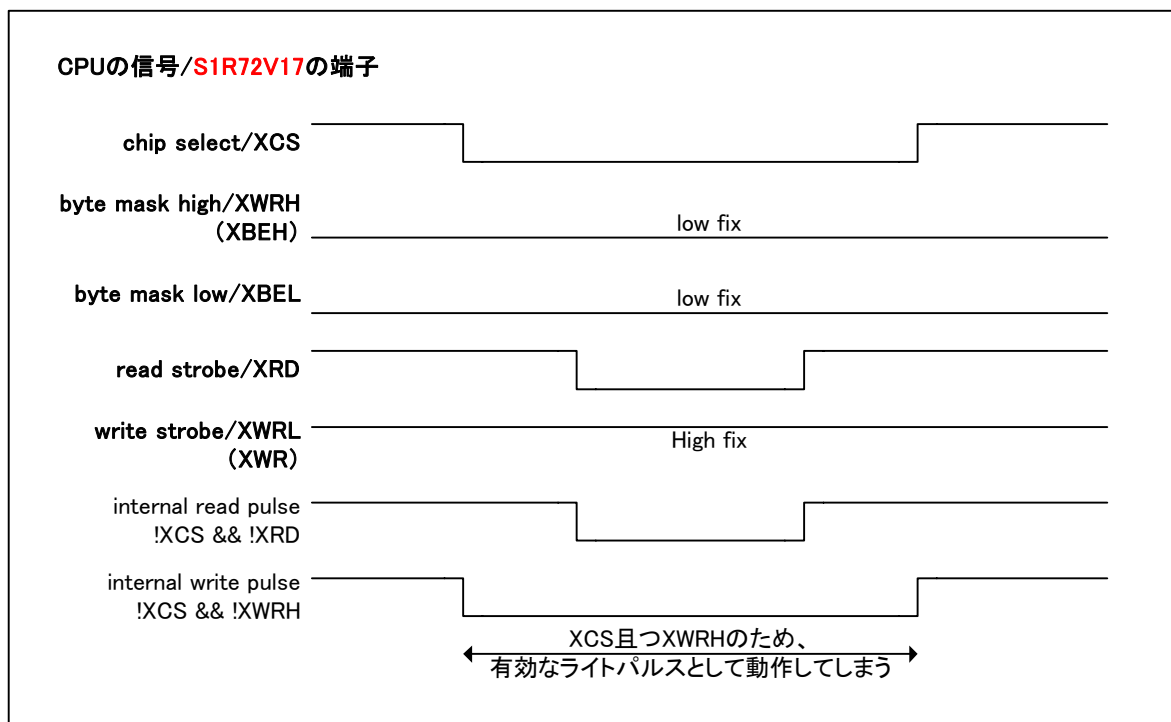 CPUの信号/S1R72V17の端子
chip select/XCS
byte mask high/XWRH
(XBEH)
low fix
byte mask low/XBEL
low fix
read strobe/XRD
write strobe/XWRL
(XWR)
High fix
internal read pulse
!XCS && !XRD
internal write pulse
!XCS && !XWRH
XCS且つXWRHのため、
有効なライトパルスとして動作してしまう